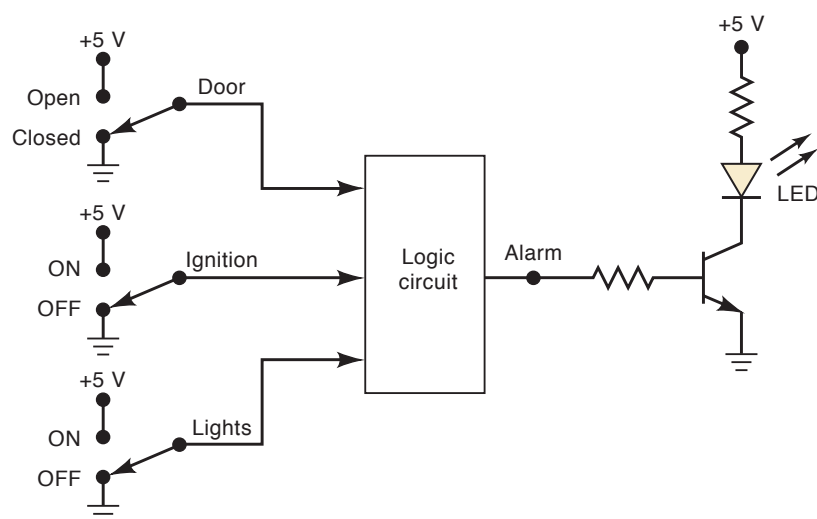 +5 V
Open
Closed
Door
+5 V
ON
OFF
Ignition
+5 V
ON
OFF
Lights
Logic
circuit
Alarm
+5 V
LED